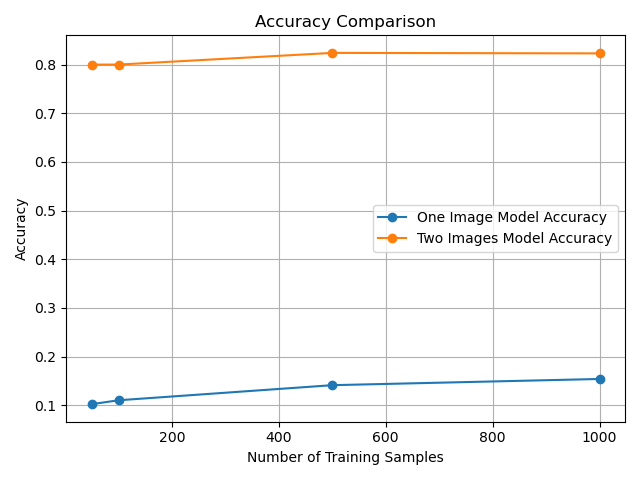 Accuracy Comparison
Accuracy
0.8
0.7
0.6
0.5
0.4
0.3
0.2
0.1
One Image Model Accuracy
Two Images Model Accuracy
200
400
600
800
1000
Number of Training Samples